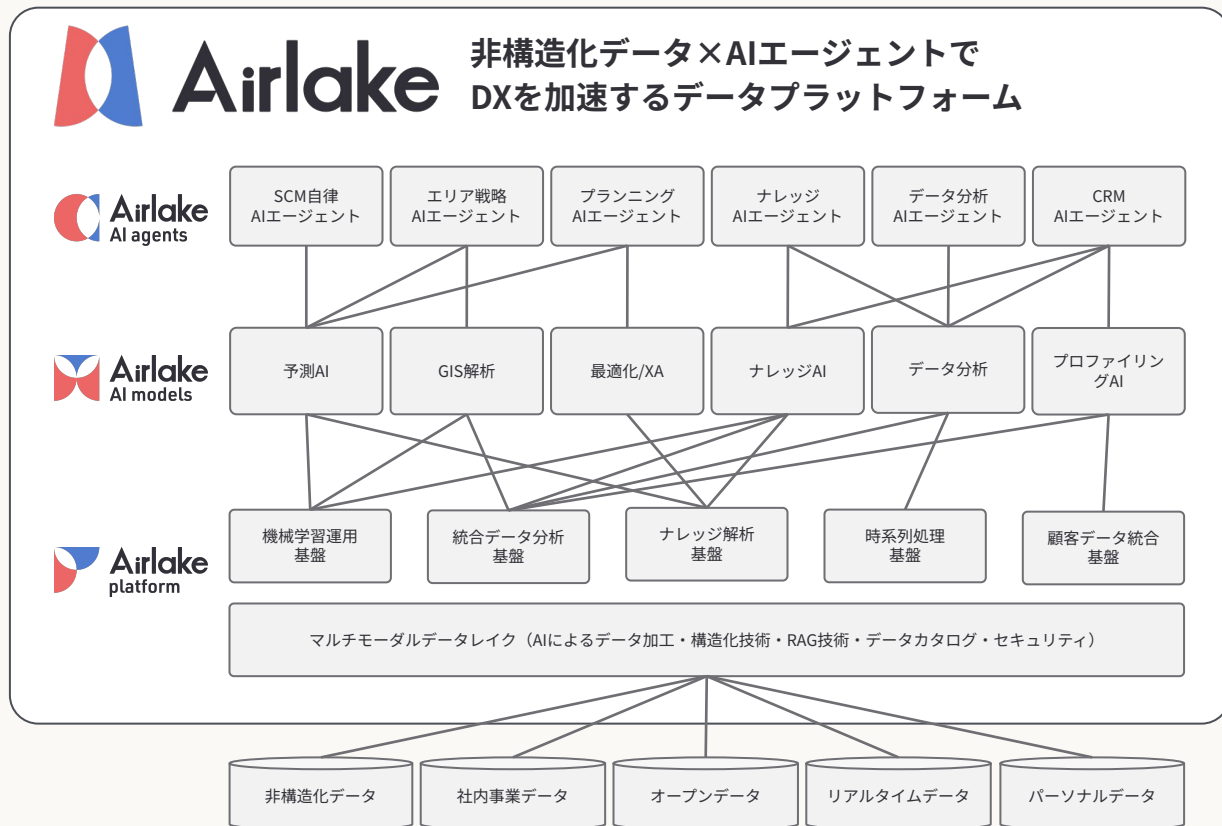 Airlake
非構造化データ×AIエージェントで
DXを加速するデータプラットフォーム
Airlake
AI agents
SCM自律
AIエージェント
エリア戦略
AIエージェント
プランニング
AIエージェント
ナレッジ
AIエージェント
データ分析
AIエージェント
CRM
AIエージェント
Airlake
AI models
予測AI
GIS解析
最適化/XA
ナレッジAI
データ分析
プロファイリン
グAI
Airlake
platform
機械学習運用
基盤
統合データ分析
基盤
ナレッジ解析
基盤
時系列処理
基盤
顧客データ統合
基盤
マルチモーダルデータレイク（AIによるデータ加工・構造化技術・RAG技術・データカタログ・セキュリティ）
非構造化データ
社内事業データ
オープンデータ
リアルタイムデータ
パーソナルデータ